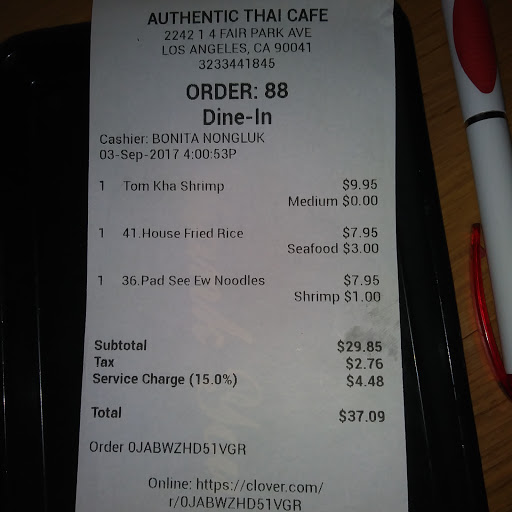 AUTHENTIC THAI CAFE
2242 1 4 FAIR PARK AVE
LOS ANGELES, CA 90041
3233441845
ORDER: 88
Dine-In
Cashier: BONITA NONGLUK
03-Sep-2017 4:00:53P
1 Tom Kha Shrimp $9.95
Medium $0.00
1 41.House Fried Rice $7.95
Seafood $3.00
1 36.Pad See Ew Noodles $7.95
Shrimp $1.00
Subtotal $29.85
Tax $2.76
Service Charge (15.0%) $4.48
Total $37.09
Order 0JABWZHD51VGR
Online: https://clover.com/
r/0JABWZHD51VGR